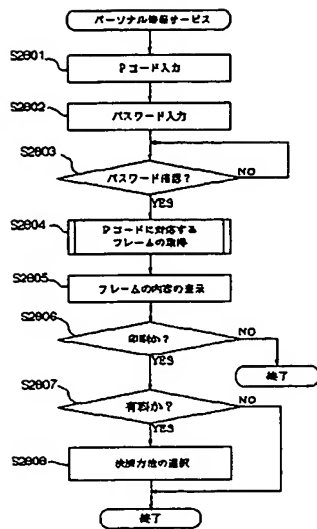 パーソナル情報サービス
S2801
Pコード入力
S2802
パスワード入力
S2803
パスワード確認?
NO
YES
S2804
Pコードに対応する
フレームの取得
S2805
フレームの内容の表示
S2806
印刷か?
NO
YES
終了
S2807
有料か?
NO
YES
S2808
決済方法の選択
終了